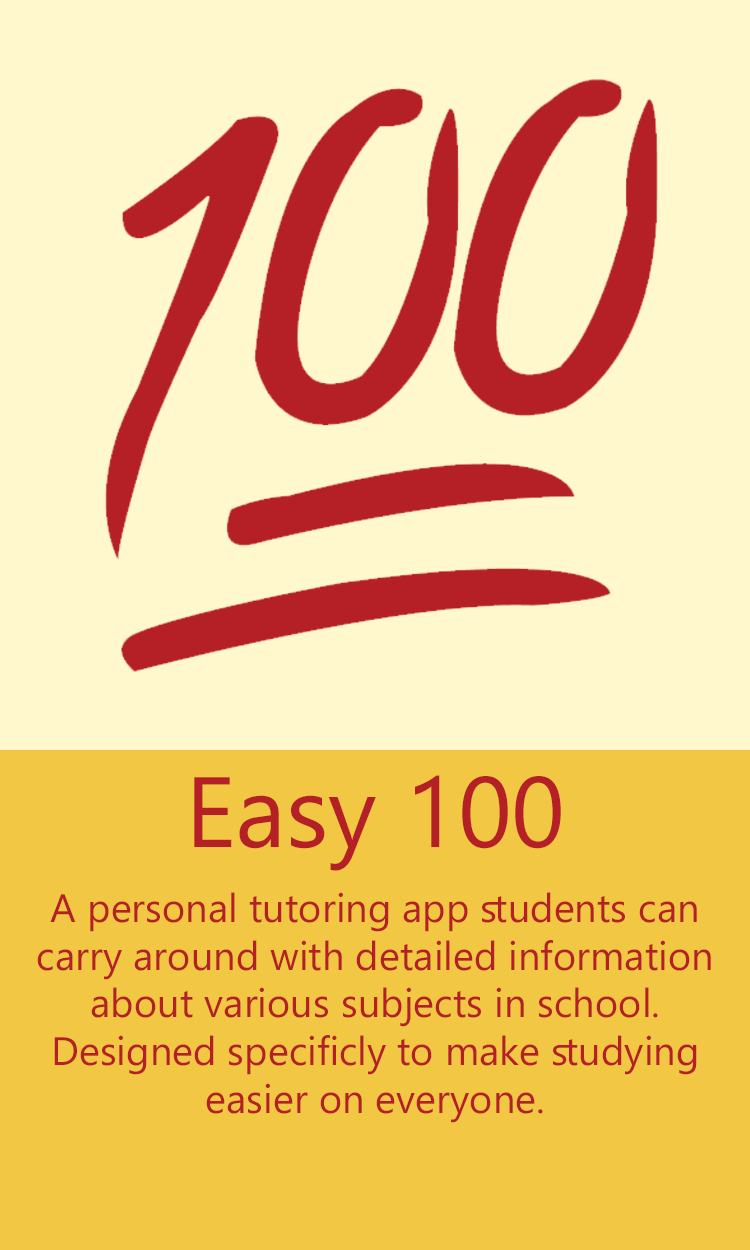 100
Easy 100
A personal tutoring app students can
carry around with detailed information
about various subjects in school.
Designed specificly to make studying
easier on everyone.